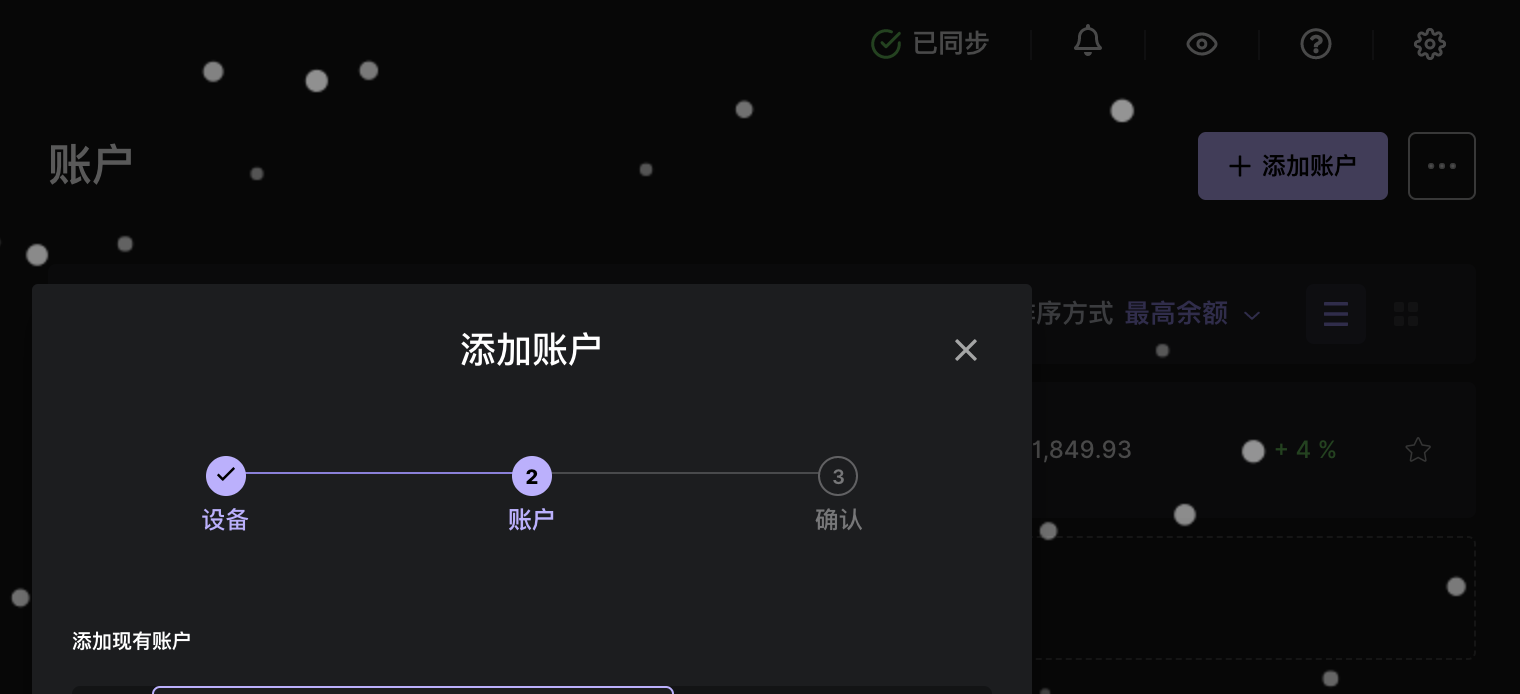 已同步
账户
添加账户
序方式 最高余额
添加账户
1,849.93
+ 4 %
2
3
设备
账户
确认
添加现有账户